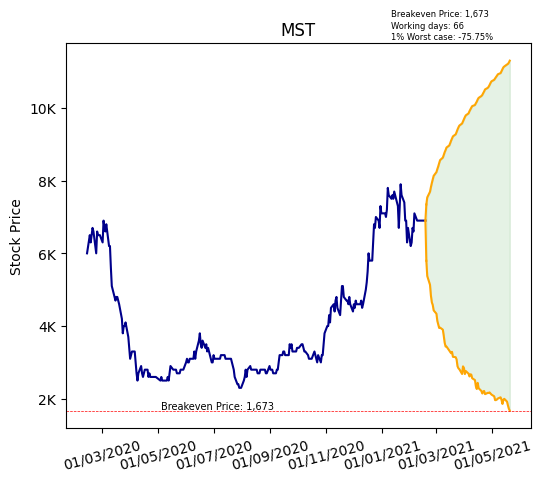 Breakeven Price: 1,673
Working days: 66
1% Worst case: -75.75%
MST
Stock Price
10K
8K
6K
4K
2K
Breakeven Price: 1,673
01/03/2020 01/05/2020 01/07/2020 01/09/2020 01/11/2020 01/01/2021 01/03/2021 01/05/2021